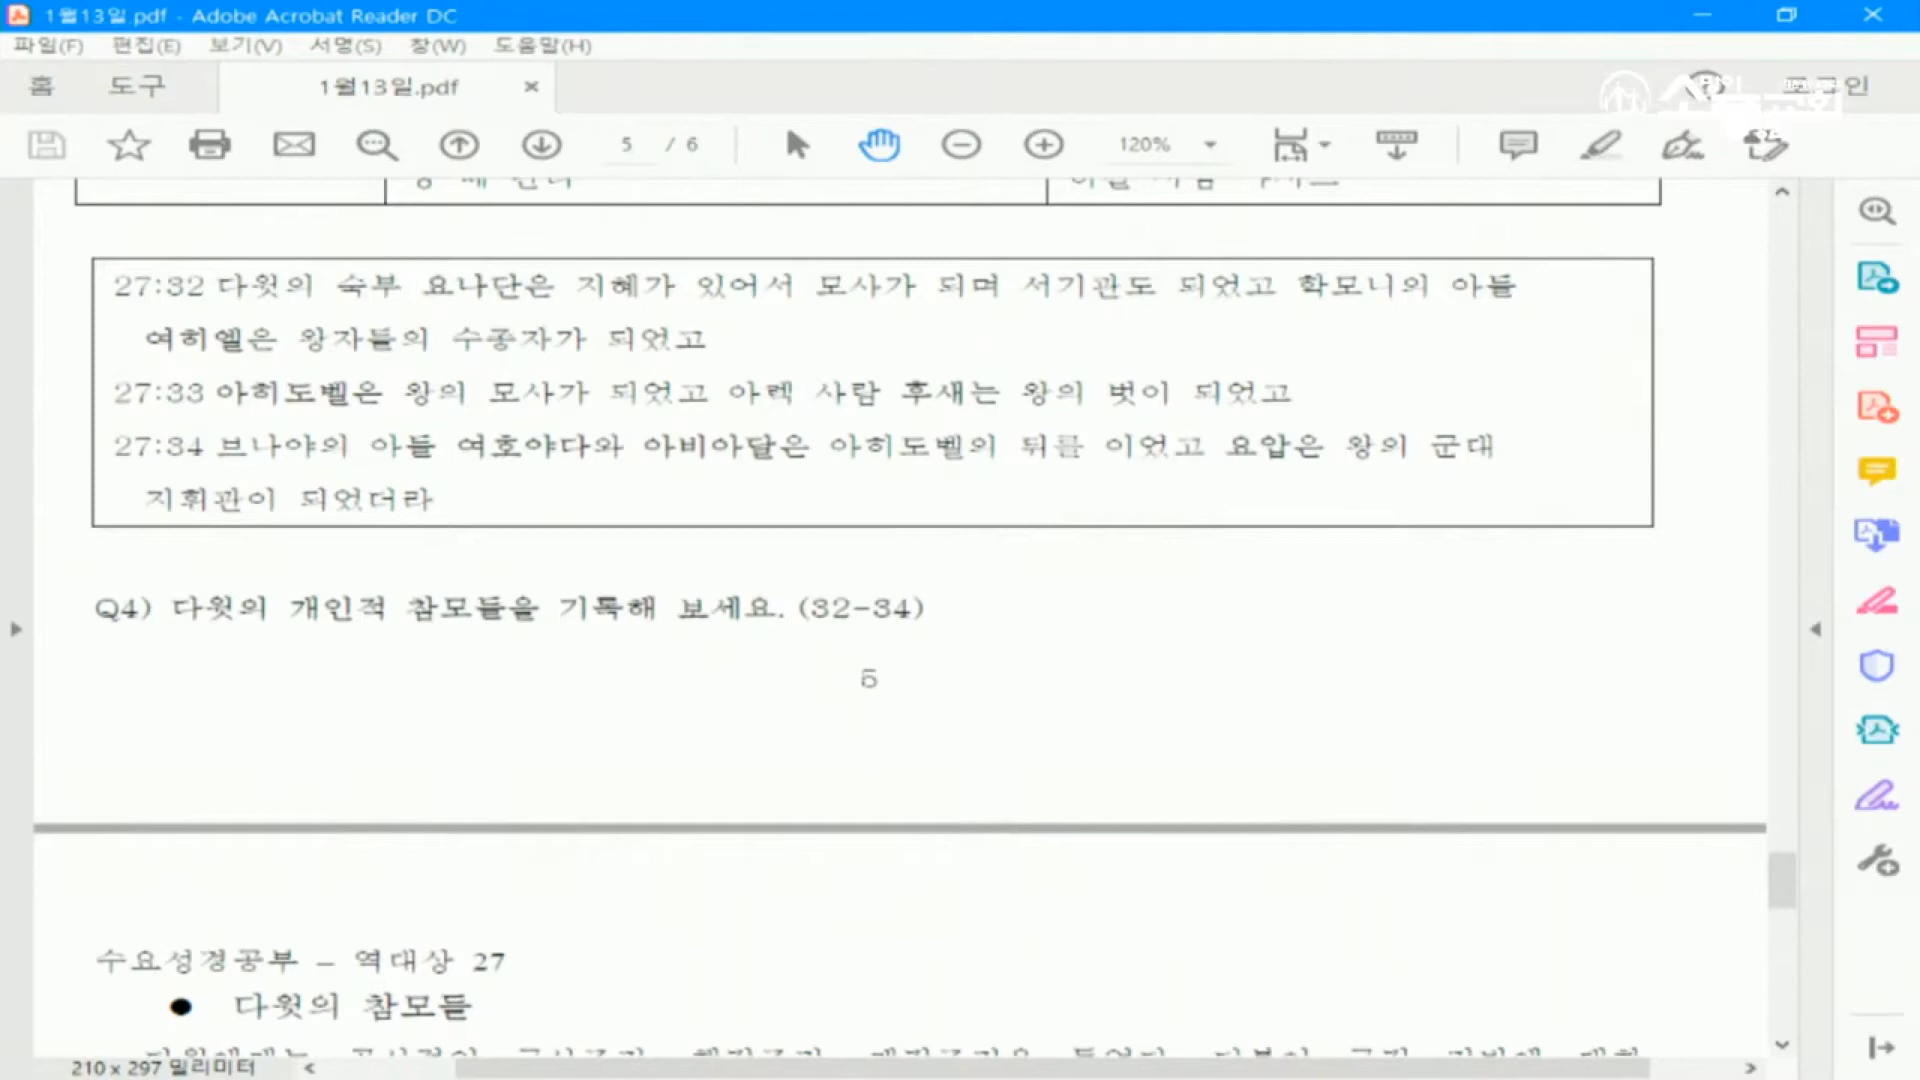 1월13일.pdf - Adobe Acrobat Reader DC
파일(F) 편집(E) 보기(V) 서명(S) 창(W) 도움말(H)
홈 도구 1월13일.pdf
5 / 6 120%
27:32 다윗의 숙부 요나단은 지혜가 있어서 모사가 되며 서기관도 되었고 학모니의 아들
여히엘은 왕자들의 수종자가 되었고
27:33 아히도벨은 왕의 모사가 되었고 아렉 사람 후새는 왕의 벗이 되었고
27:34 브나야의 아들 여호야다와 아비아달은 아히도벨의 뒤를 이었고 요압은 왕의 군대
지휘관이 되었더라
Q4) 다윗의 개인적 참모들을 기록해 보세요. (32-34)
5
수요성경공부 – 역대상 27
● 다윗의 참모들
210 x 297 밀리미터